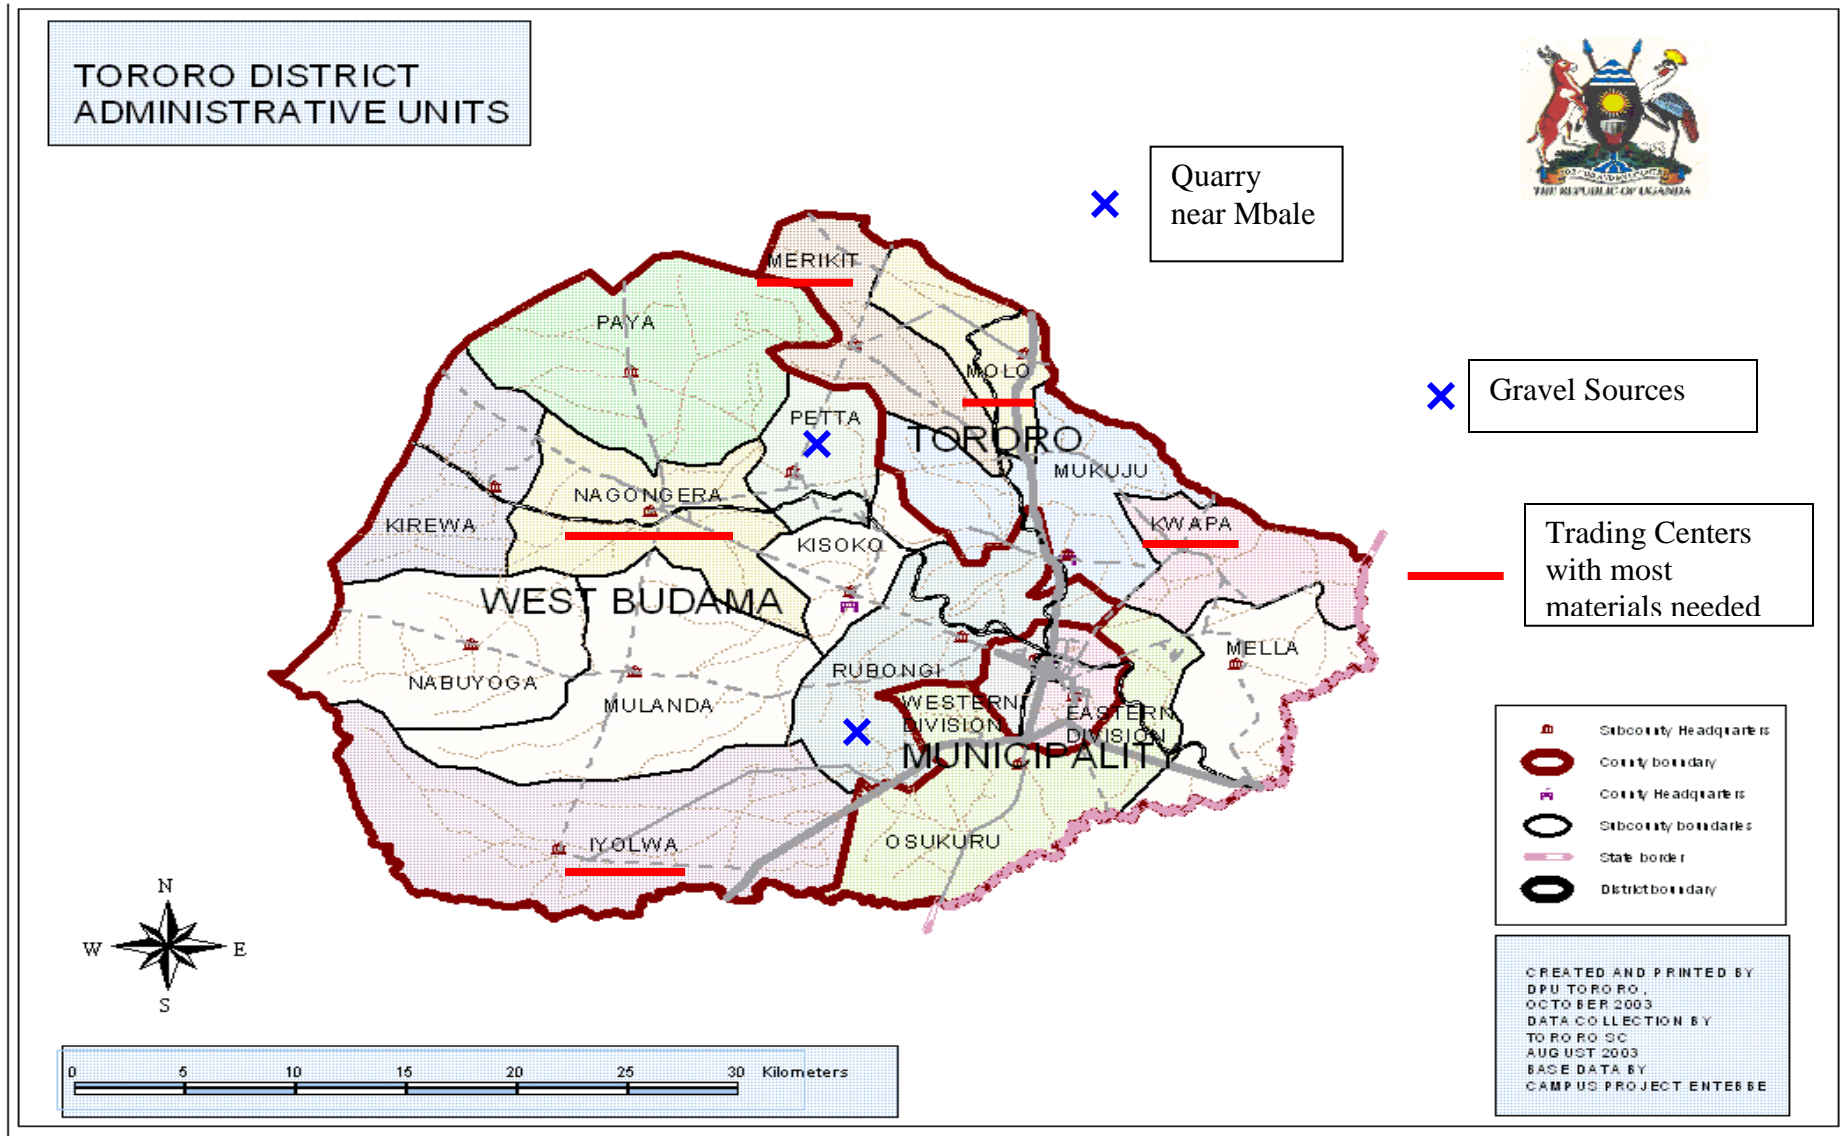 TORORO DISTRICT
ADMINISTRATIVE UNITS
THE REPUBLIC OF UGANDA
Quarry
near Mbale
Gravel Sources
Trading Centers
with most
materials needed
MERIKIT
PAYA
MOLO
PETTA
TORORO
MUKUJU
NAGONGERA
KIREWA
KWAPA
KISOKO
WEST BUDAMA
MELLA
RUBONGI
NABUYOGA
MULANDA
WESTERN
DIVISION
EASTERN
DIVISION
MUNICIPALITY
IYOLWA
OSUKURU
N
W E
S
0 5 10 15 20 25 30 Kilometers
Subcounty Headquarters
County boundary
County Headquarters
Subcounty boundaries
State border
District boundary
CREATED AND PRINTED BY
DPU TORORO,
OCTOBER 2003
DATA COLLECTION BY
TORORO SC
AUGUST 2003
BASE DATA BY
CAMPUS PROJECT ENTEBBE